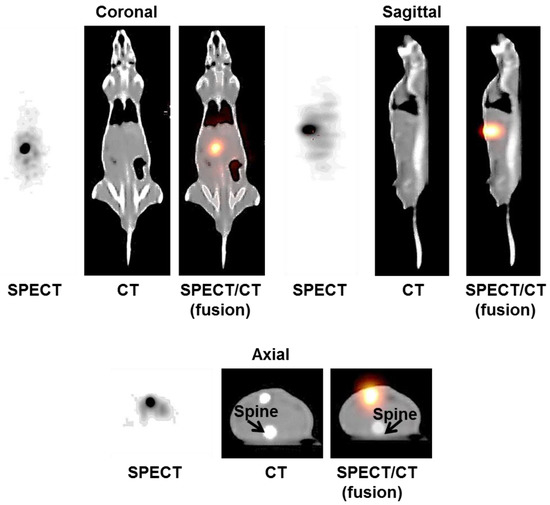 Coronal
Sagittal
SPECT
CT
SPECT/CT
(fusion)
SPECT
CT
SPECT/CT
(fusion)
Axial
Spine
Spine
SPECT
CT
SPECT/CT
(fusion)